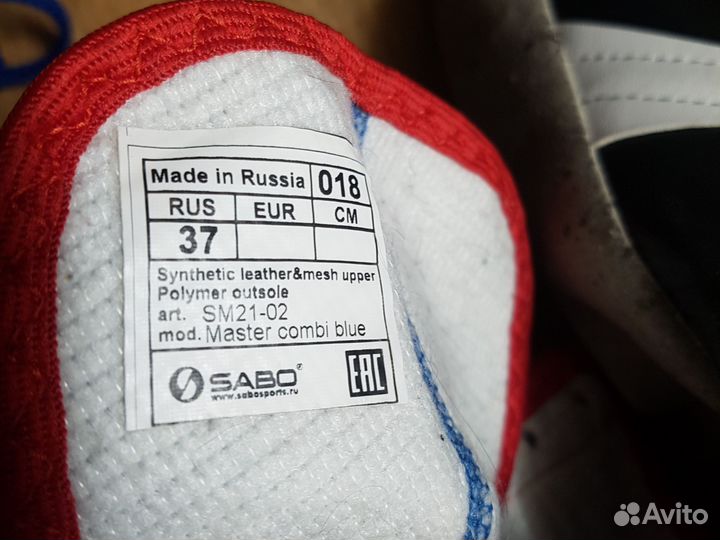 Made in Russia 018
RUS EUR CM
37
Synthetic leather&mesh upper
Polymer outsole
art. SM21-02
mod. Master combi blue
SABO®
www.sabosports.ru
EAC
Avito